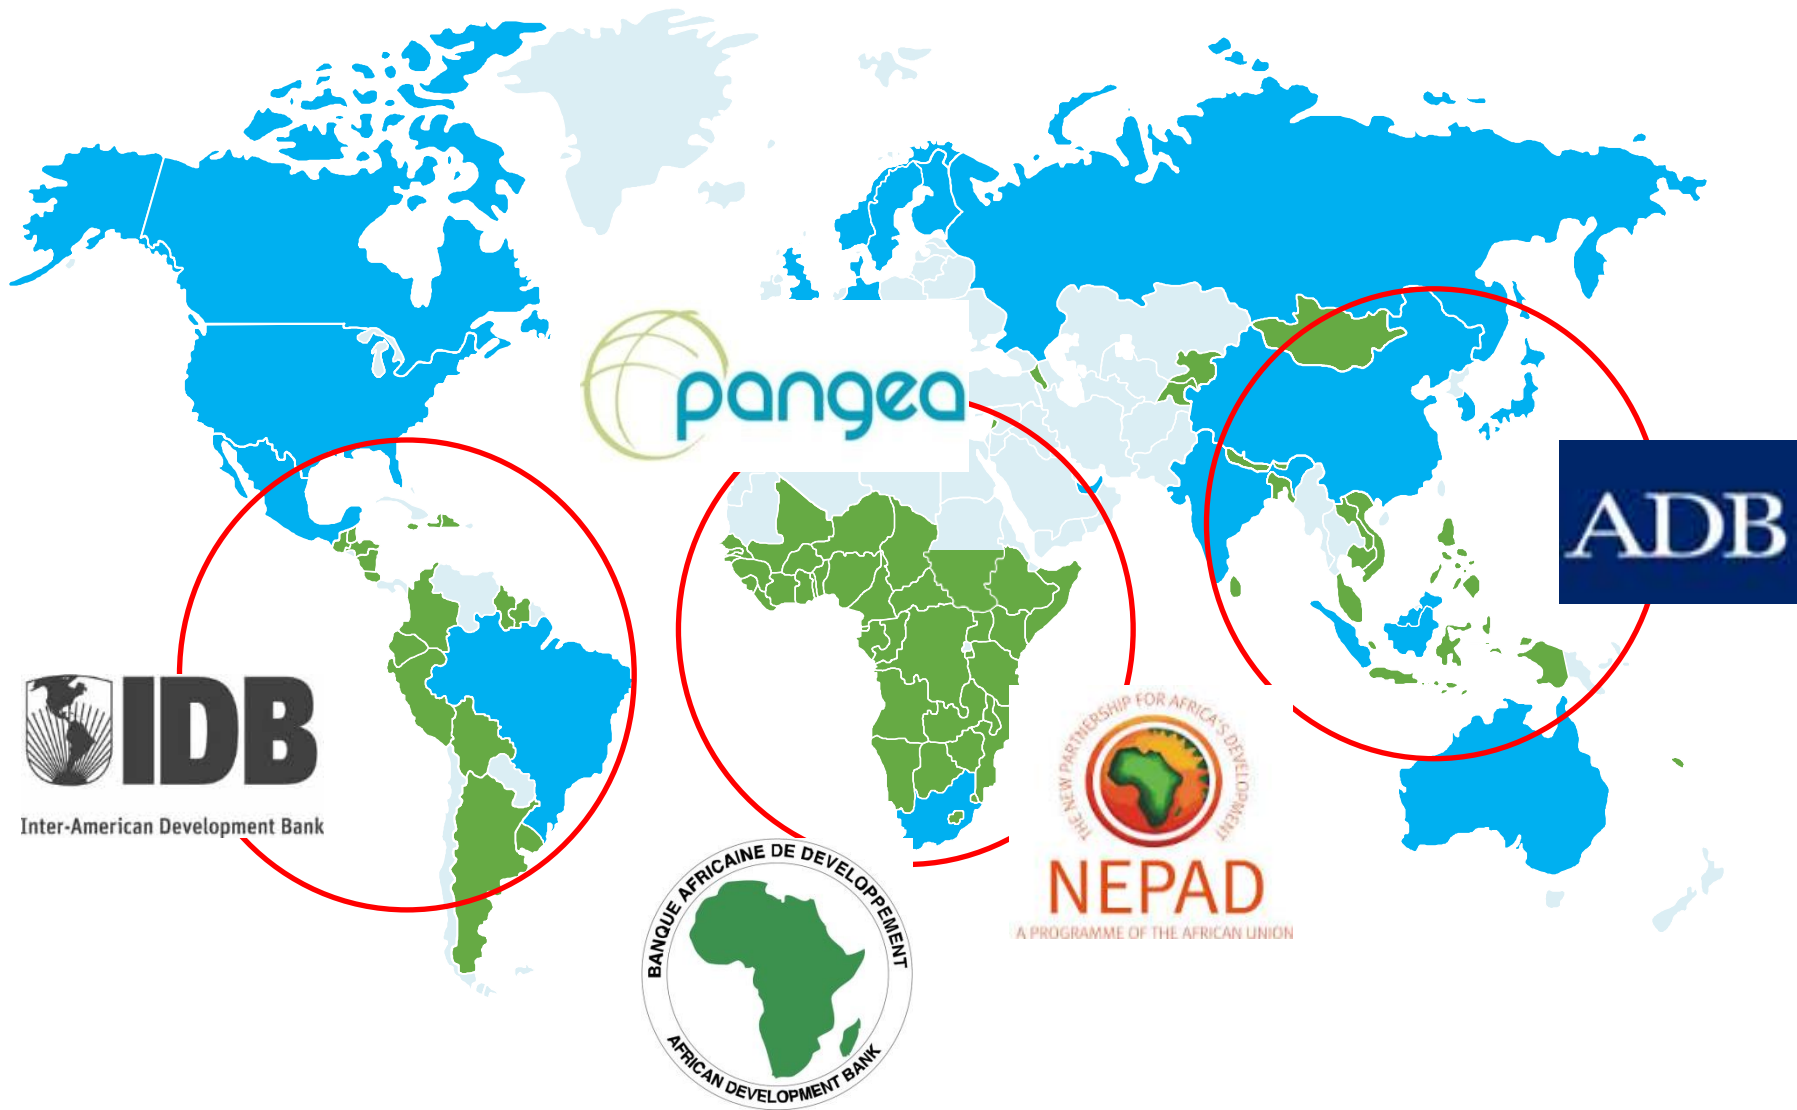 pangea
ADB
IDB
Inter-American Development Bank
THE NEW PARTNERSHIP FOR AFRICA'S DEVELOPMENT
NEPAD
A PROGRAMME OF THE AFRICAN UNION
BANQUE AFRICAINE DE DEVELOPPEMENT
AFRICAN DEVELOPMENT BANK